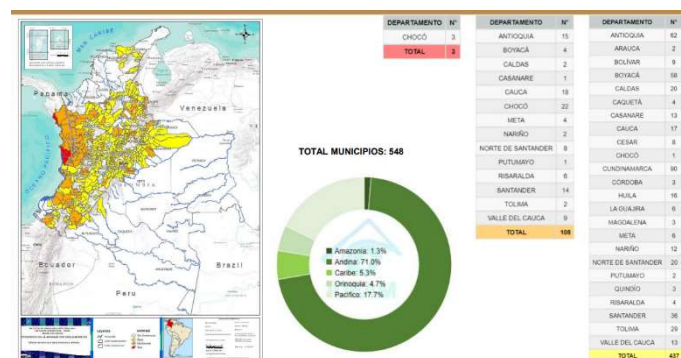 MAR CARIBE
Panama
Venezuela
OCEANO PACIFICO
Ecuador
Brazil
Peru
DEPARTAMENTO N°
CHOCÓ 3
TOTAL 3
TOTAL MUNICIPIOS: 548
Amazonia: 1.3%
Andina: 71.0%
Caribe: 5.3%
Orinoquia: 4.7%
Pacifico: 17.7%
DEPARTAMENTO N°
ANTIOQUIA 15
BOYACÁ 4
CALDAS 2
CASANARE 1
CAUCA 18
CHOCÓ 22
META 4
NARIÑO 2
NORTE DE SANTANDER 8
PUTUMAYO 1
RISARALDA 6
SANTANDER 14
TOLIMA 2
VALLE DEL CAUCA 9
TOTAL 108
DEPARTAMENTO N°
ANTIOQUIA 62
ARAUCA 2
BOLÍVAR 9
BOYACÁ 58
CALDAS 20
CAQUETÁ 4
CASANARE 13
CAUCA 17
CESAR 8
CHOCÓ 1
CUNDINAMARCA 90
CÓRDOBA 3
HUILA 16
LA GUAJIRA 6
MAGDALENA 3
META 6
NARIÑO 12
NORTE DE SANTANDER 20
PUTUMAYO 2
QUINDÍO 3
RISARALDA 4
SANTANDER 36
TOLIMA 29
VALLE DEL CAUCA 13
TOTAL 437